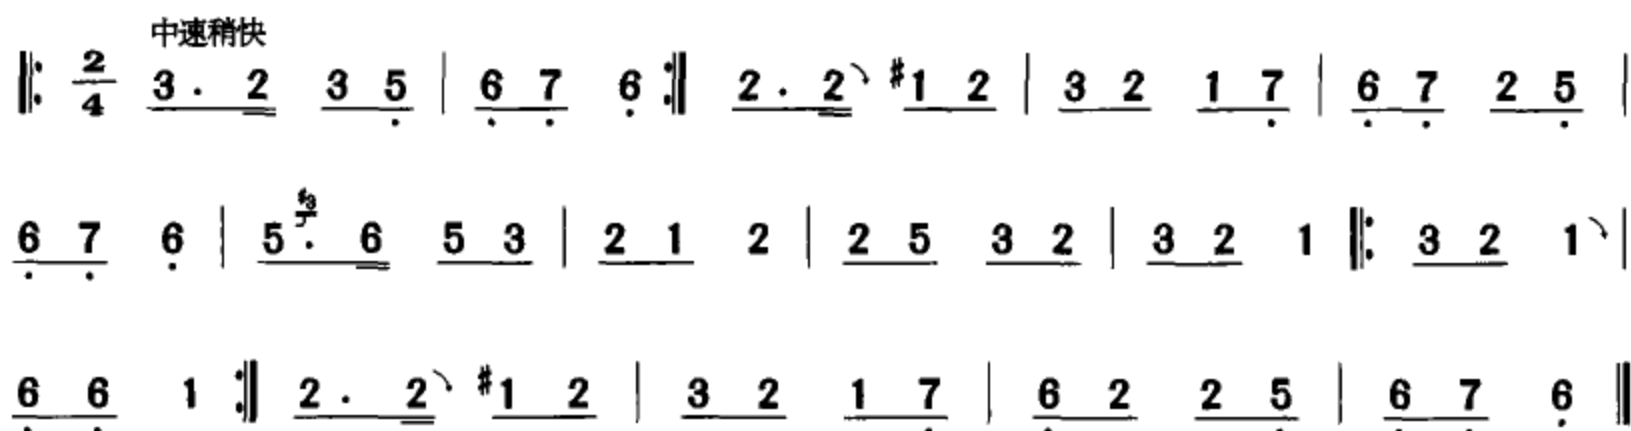 中速稍快
‖: 2/4 3 · 2 3 5̣ | 6̣ 7̣ 6̣ :‖ 2 · 2 ♯1 2 | 3 2 1 7̣ | 6̣ 7̣ 2 5̣ |
6̣ 7̣ 6̣ | 5 ♯3 · 6 5 3 | 2 1 2 | 2 5 3 2 | 3 2 1 ‖: 3 2 1 |
6̣ 6̣ 1 :‖ 2 · 2 ♯1 2 | 3 2 1 7̣ | 6̣ 2 2 5̣ | 6̣ 7̣ 6̣ ‖